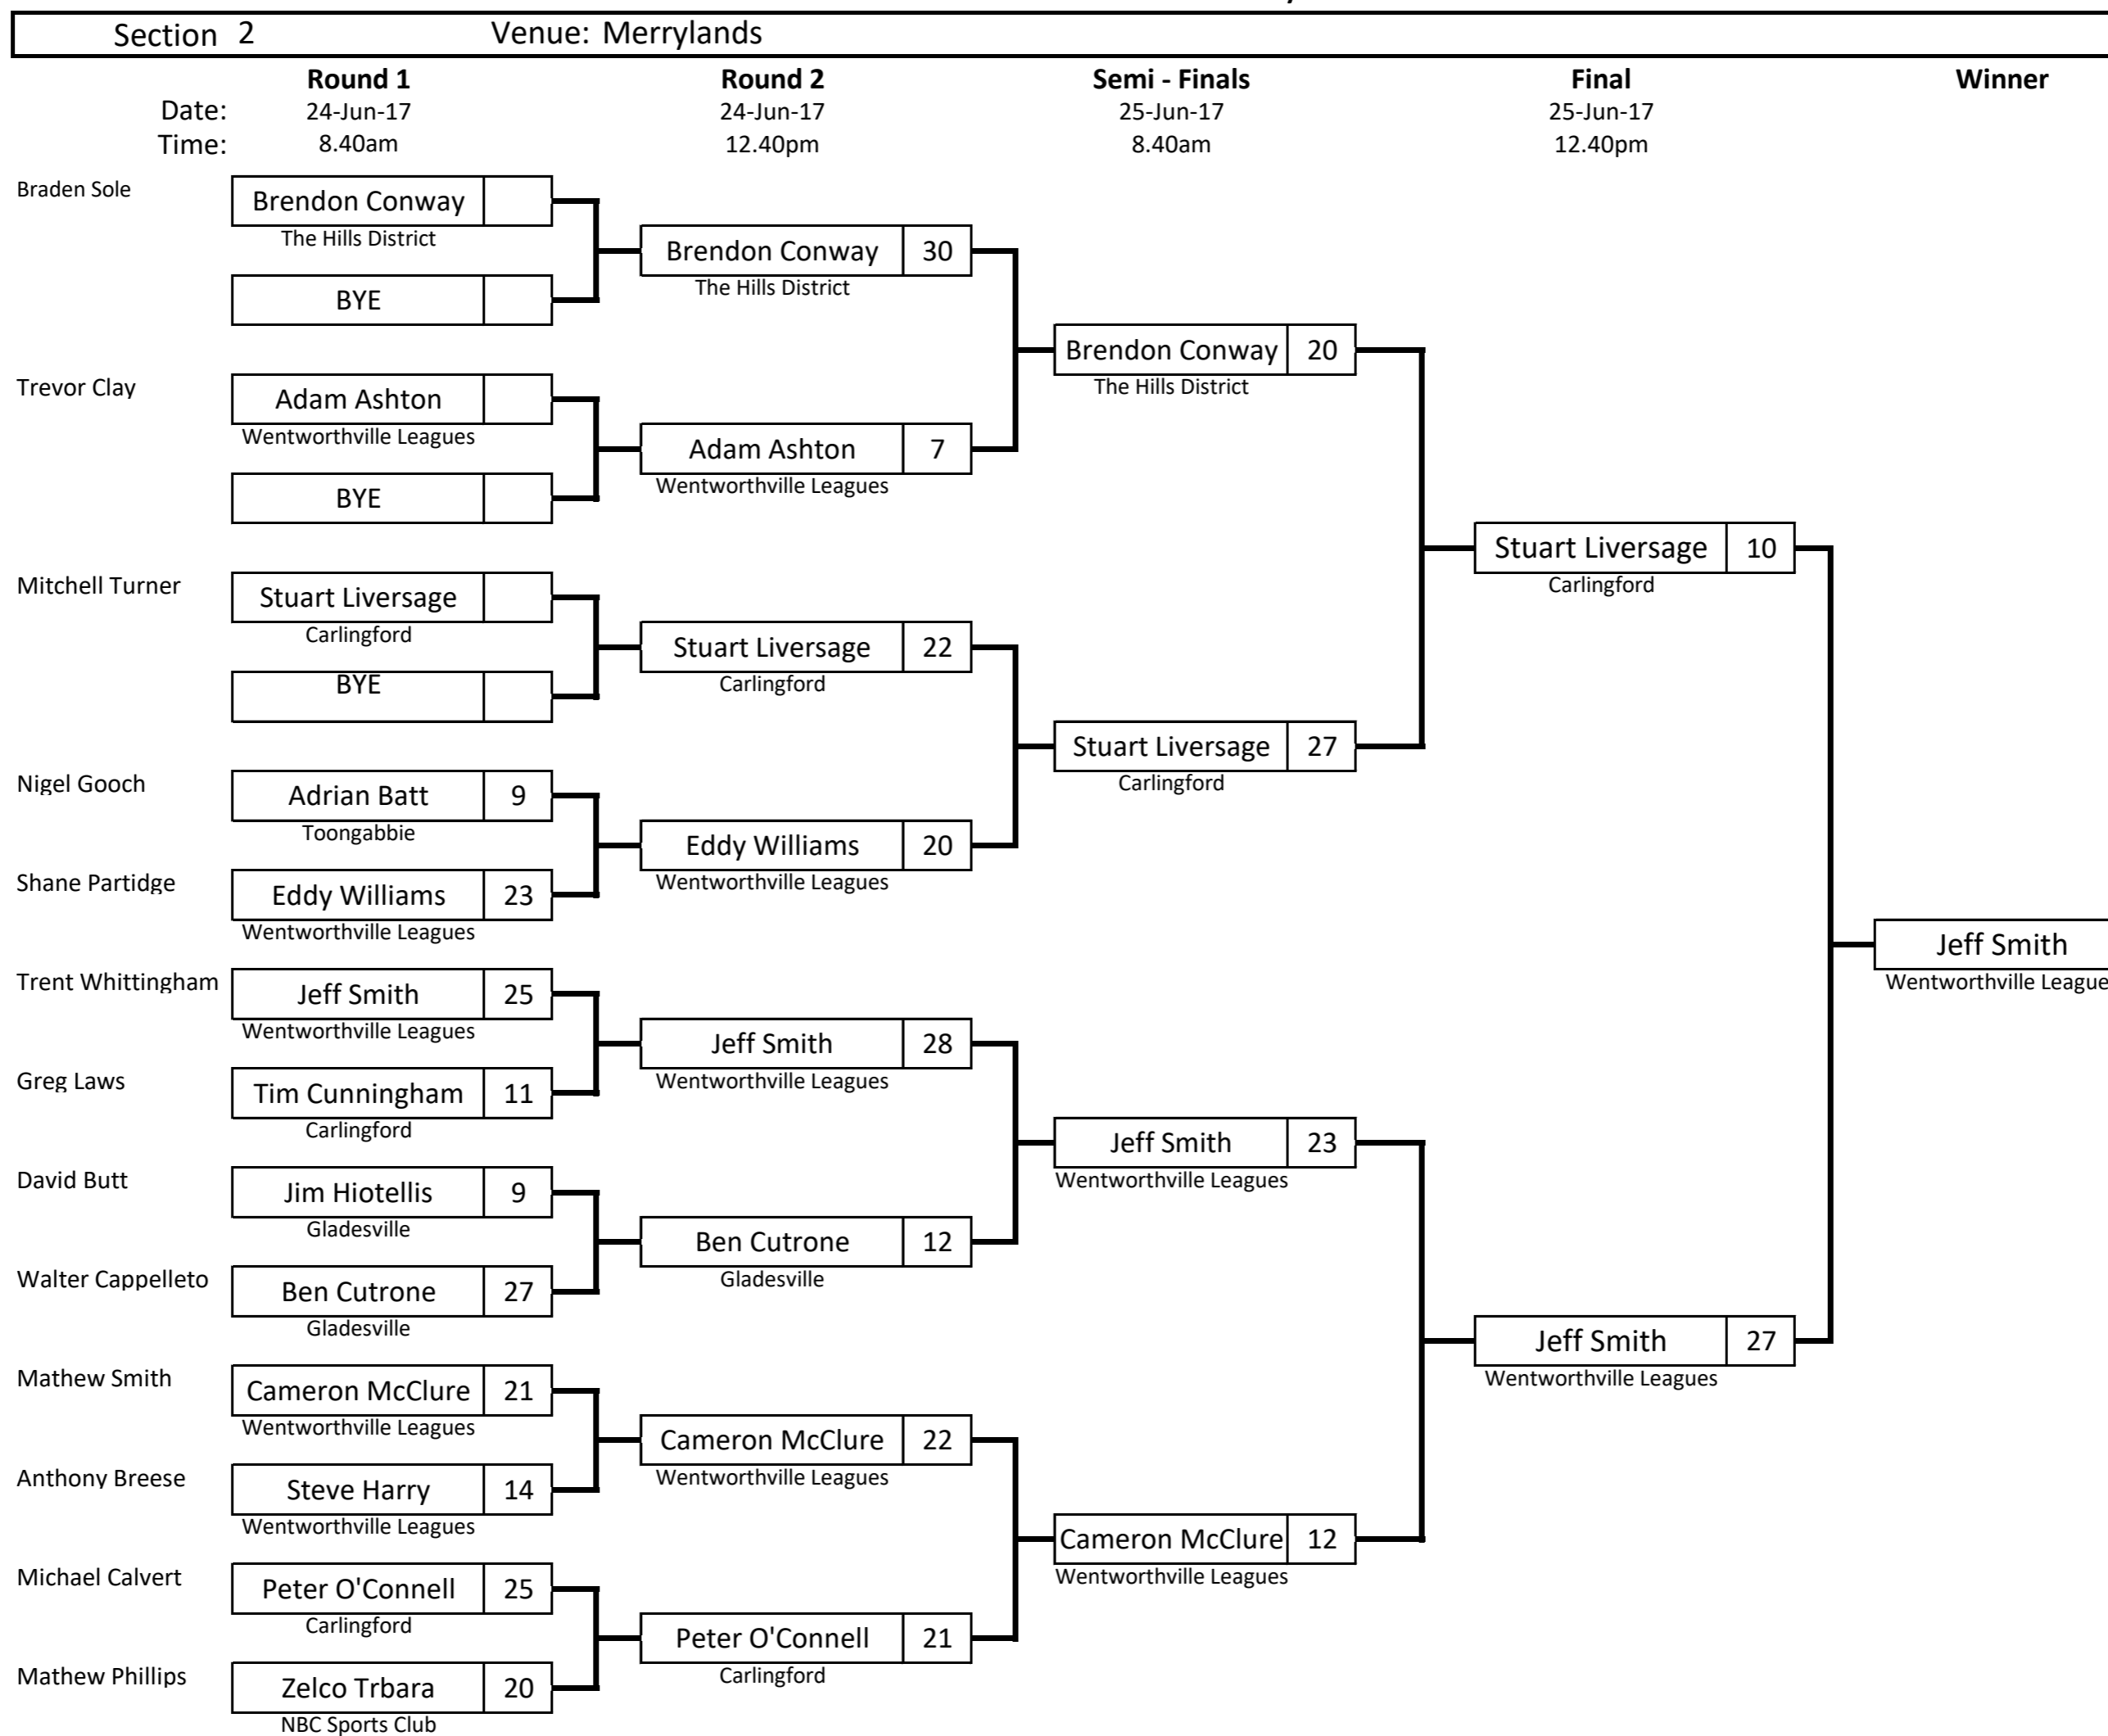 Section 2 Venue: Merrylands
Round 1 Round 2 Semi - Finals Final Winner
Date: 24-Jun-17 24-Jun-17 25-Jun-17 25-Jun-17
Time: 8.40am 12.40pm 8.40am 12.40pm
Braden Sole
Brendon Conway
The Hills District
Brendon Conway 30
The Hills District
BYE
Brendon Conway 20
The Hills District
Trevor Clay
Adam Ashton
Wentworthville Leagues
Adam Ashton 7
Wentworthville Leagues
BYE
Stuart Liversage 10
Carlingford
Mitchell Turner
Stuart Liversage
Carlingford
Stuart Liversage 22
Carlingford
BYE
Stuart Liversage 27
Carlingford
Nigel Gooch
Adrian Batt 9
Toongabbie
Eddy Williams 20
Wentworthville Leagues
Shane Partidge
Eddy Williams 23
Wentworthville Leagues
Jeff Smith
Wentworthville League
Trent Whittingham
Jeff Smith 25
Wentworthville Leagues
Jeff Smith 28
Wentworthville Leagues
Greg Laws
Tim Cunningham 11
Carlingford
Jeff Smith 23
Wentworthville Leagues
David Butt
Jim Hiotellis 9
Gladesville
Ben Cutrone 12
Gladesville
Walter Cappelleto
Ben Cutrone 27
Gladesville
Jeff Smith 27
Wentworthville Leagues
Mathew Smith
Cameron McClure 21
Wentworthville Leagues
Cameron McClure 22
Wentworthville Leagues
Anthony Breese
Steve Harry 14
Wentworthville Leagues
Cameron McClure 12
Wentworthville Leagues
Michael Calvert
Peter O'Connell 25
Carlingford
Peter O'Connell 21
Carlingford
Mathew Phillips
Zelco Trbara 20
NBC Sports Club